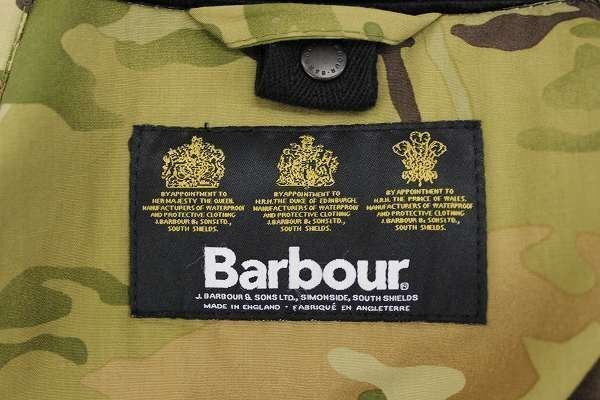 BY APPOINTMENT TO
HER MAJESTY THE QUEEN,
MANUFACTURERS OF WATERPROOF
AND PROTECTIVE CLOTHING
J.BARBOUR & SONS LTD.,
SOUTH SHIELDS.
BY APPOINTMENT TO
H.R.H. THE DUKE OF EDINBURGH,
MANUFACTURERS OF WATERPROOF
AND PROTECTIVE CLOTHING
J.BARBOUR & SONS LTD.,
SOUTH SHIELDS.
BY APPOINTMENT TO
H.R.H. THE PRINCE OF WALES,
MANUFACTURERS OF WATERPROOF
AND PROTECTIVE CLOTHING
J.BARBOUR & SONS LTD.,
SOUTH SHIELDS.
Barbour®
J. BARBOUR & SONS LTD., SIMONSIDE, SOUTH SHIELDS
MADE IN ENGLAND - FABRIQUÉ EN ANGLETERRE